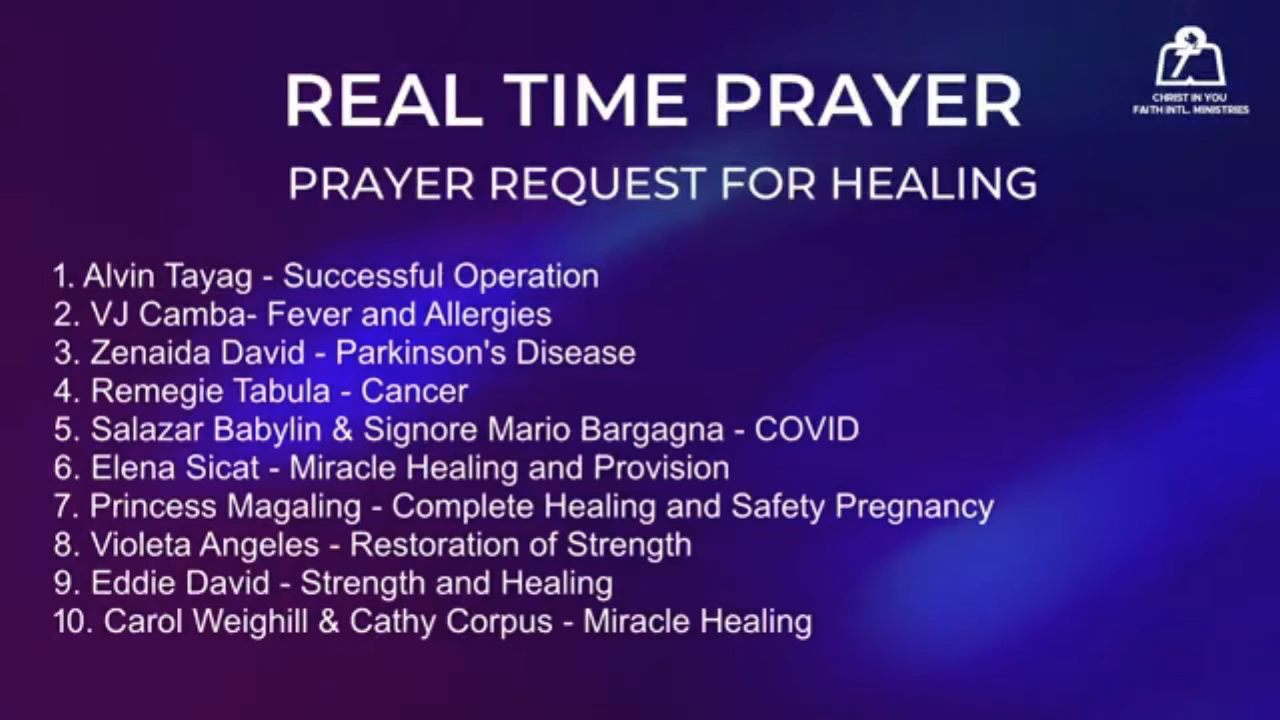 REAL TIME PRAYER
CHRIST IN YOU
FAITH INTL. MINISTRIES
PRAYER REQUEST FOR HEALING
1. Alvin Tayag - Successful Operation
2. VJ Camba- Fever and Allergies
3. Zenaida David - Parkinson's Disease
4. Remegie Tabula - Cancer
5. Salazar Babylin & Signore Mario Bargagna - COVID
6. Elena Sicat - Miracle Healing and Provision
7. Princess Magaling - Complete Healing and Safety Pregnancy
8. Violeta Angeles - Restoration of Strength
9. Eddie David - Strength and Healing
10. Carol Weighill & Cathy Corpus - Miracle Healing